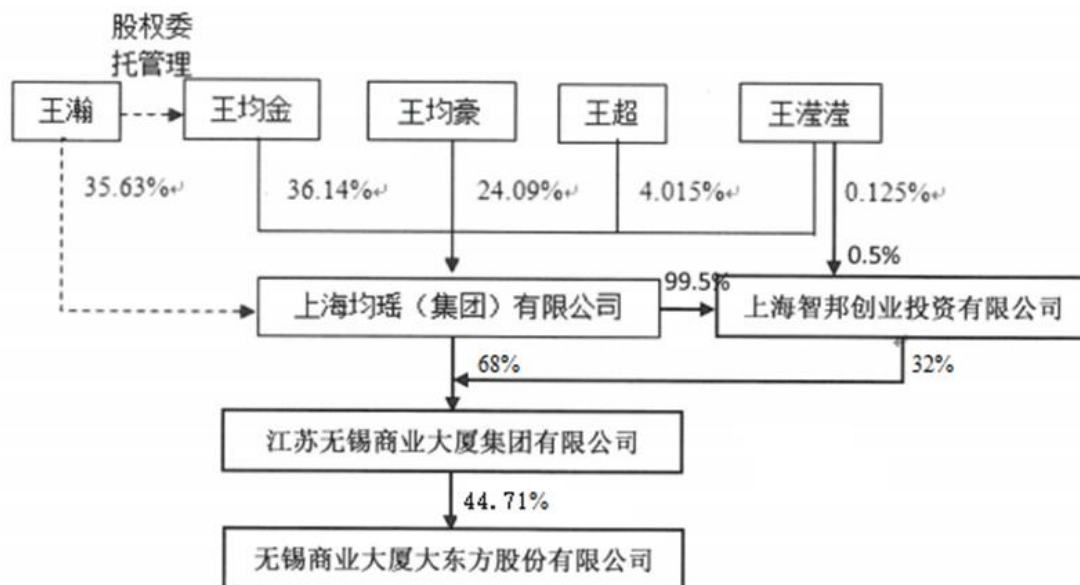 股权委
托管理
王瀚
王均金
王均豪
王超
王滢滢
35.63%↵
36.14%↵
24.09%↵
4.015%↵
0.125%↵
0.5%
上海均瑶（集团）有限公司
99.5%
上海智邦创业投资有限公司
68%
32%
江苏无锡商业大厦集团有限公司
44.71%
无锡商业大厦大东方股份有限公司